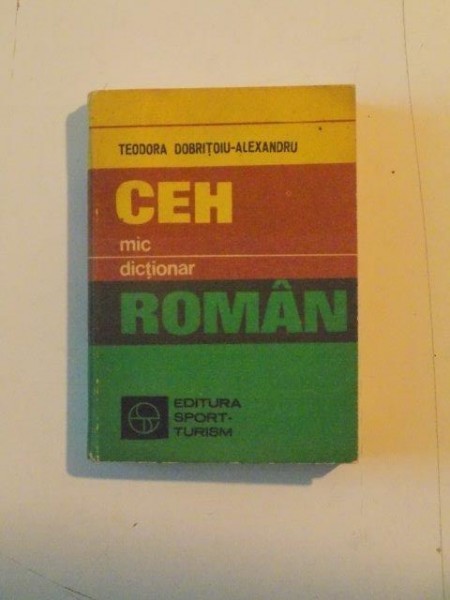 TEODORA DOBRIȚOIU-ALEXANDRU
CEH
mic
dicționar
ROMÂN
EDITURA
SPORT-
TURISM